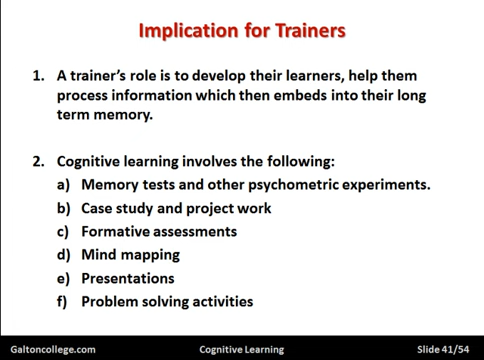 Implication for Trainers
1. A trainer's role is to develop their learners, help them
process information which then embeds into their long
term memory.
2. Cognitive learning involves the following:
a) Memory tests and other psychometric experiments.
b) Case study and project work
c) Formative assessments
d) Mind mapping
e) Presentations
f) Problem solving activities
Galtoncollege.com Cognitive Learning Slide 41/54